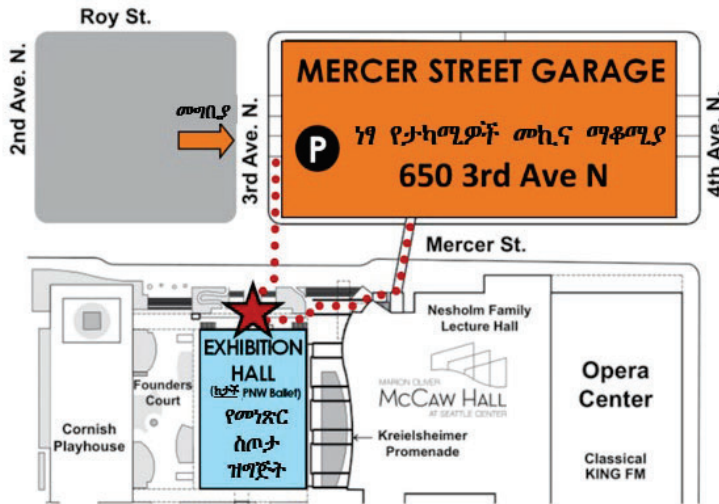 Roy St.
2nd Ave. N.
መግቢያ
3rd Ave. N.
MERCER STREET GARAGE
P
ነፃ የታካሚዎች መኪና ማቆሚያ
650 3rd Ave N
4th Ave. N.
Mercer St.
Nesholm Family
Lecture Hall
EXHIBITION
HALL
(ከታች PNW Ballet)
የመነጽር
ስጦታ
ዝግጅት
Founders
Court
Cornish
Playhouse
MARION OLIVER
McCAW HALL
AT SEATTLE CENTER
Kreielsheimer
Promenade
Opera
Center
Classical
KING FM